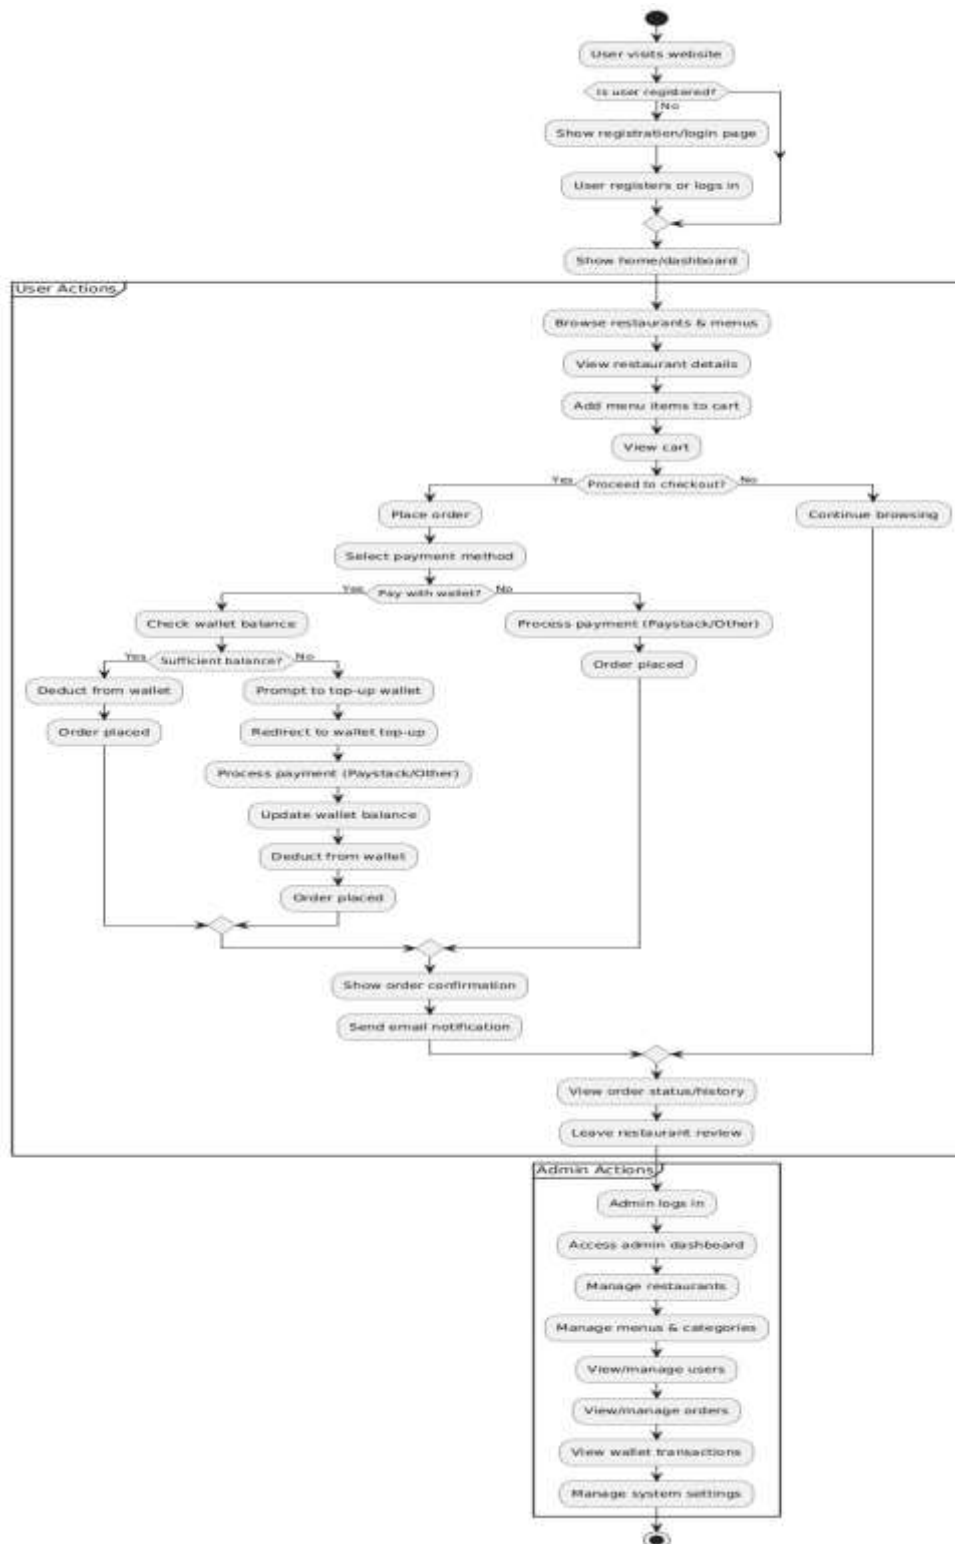 User visits website
Is user registered?
No
Show registration/login page
User registers or logs in
Show home/dashboard
User Actions
Browse restaurants & menus
View restaurant details
Add menu items to cart
View cart
Yes
Proceed to checkout?
No
Place order
Continue browsing
Select payment method
Yes
Pay with wallet?
No
Check wallet balance
Process payment (Paystack/Other)
Yes
Sufficient balance?
No
Order placed
Deduct from wallet
Prompt to top-up wallet
Order placed
Redirect to wallet top-up
Process payment (Paystack/Other)
Update wallet balance
Deduct from wallet
Order placed
Show order confirmation
Send email notification
View order status/history
Leave restaurant review
Admin Actions
Admin logs in
Access admin dashboard
Manage restaurants
Manage menus & categories
View/manage users
View/manage orders
View wallet transactions
Manage system settings